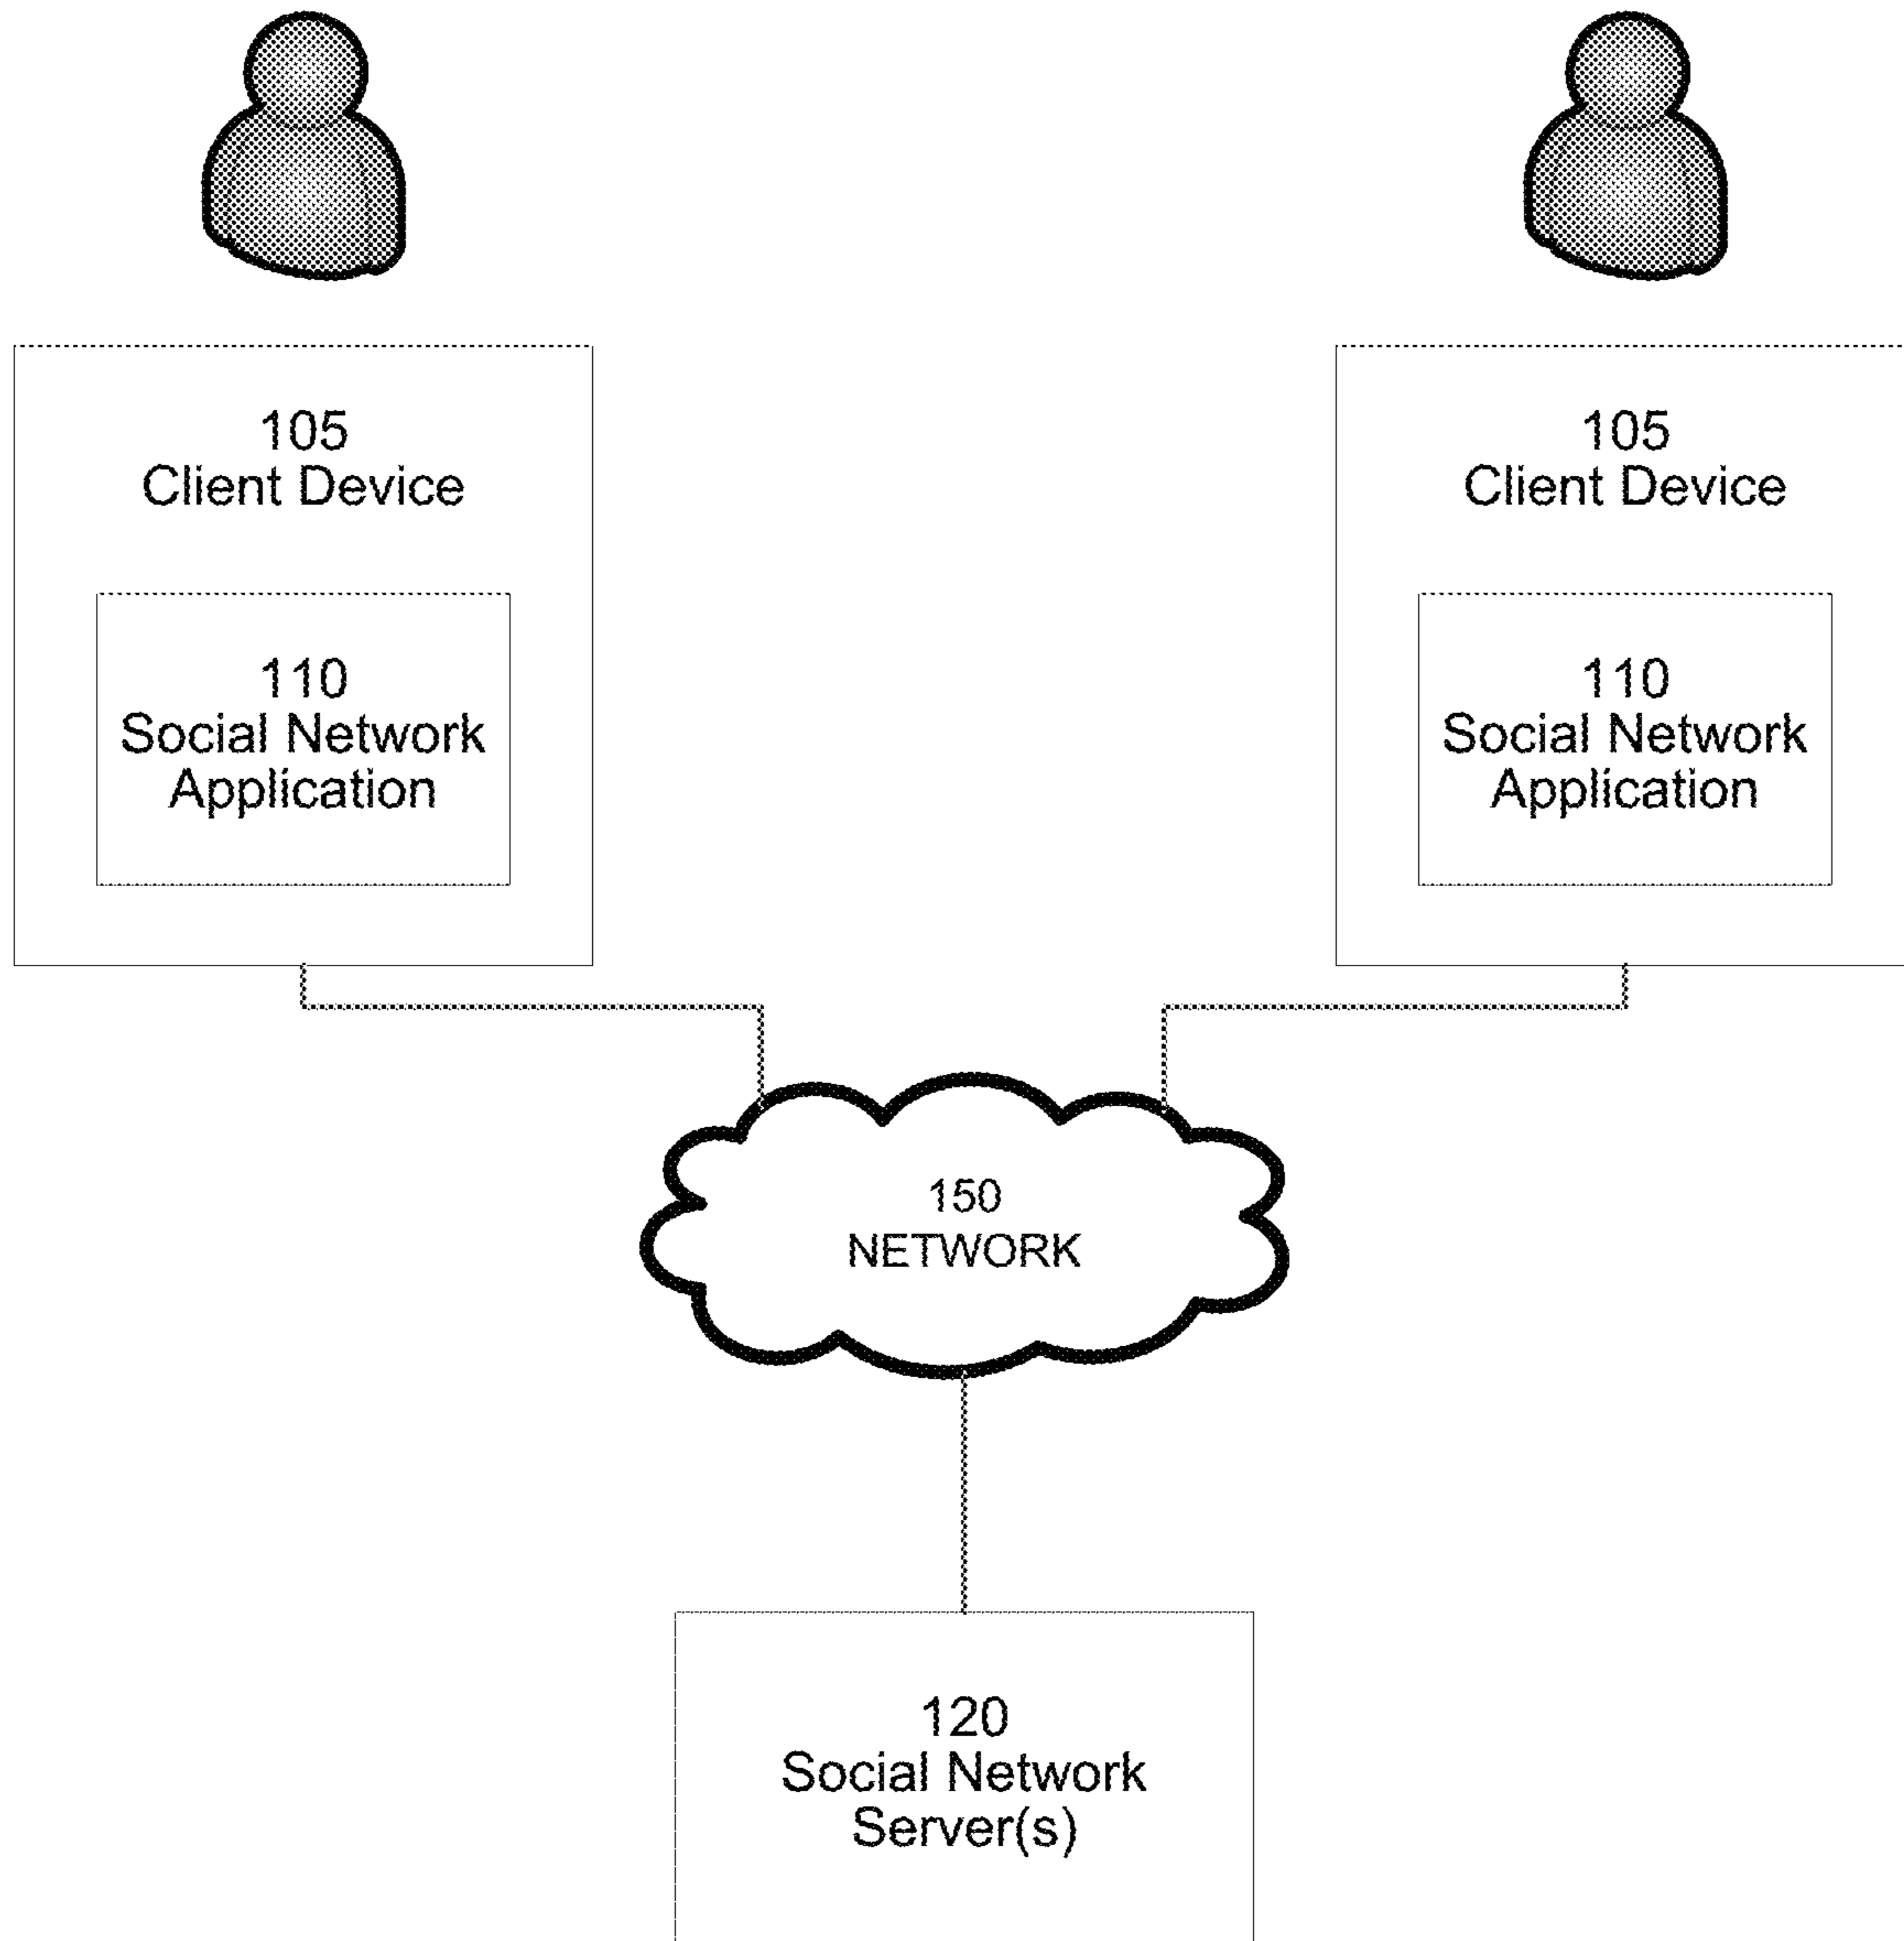 105
Client Device
110
Social Network
Application
105
Client Device
110
Social Network
Application
150
NETWORK
120
Social Network
Server(s)